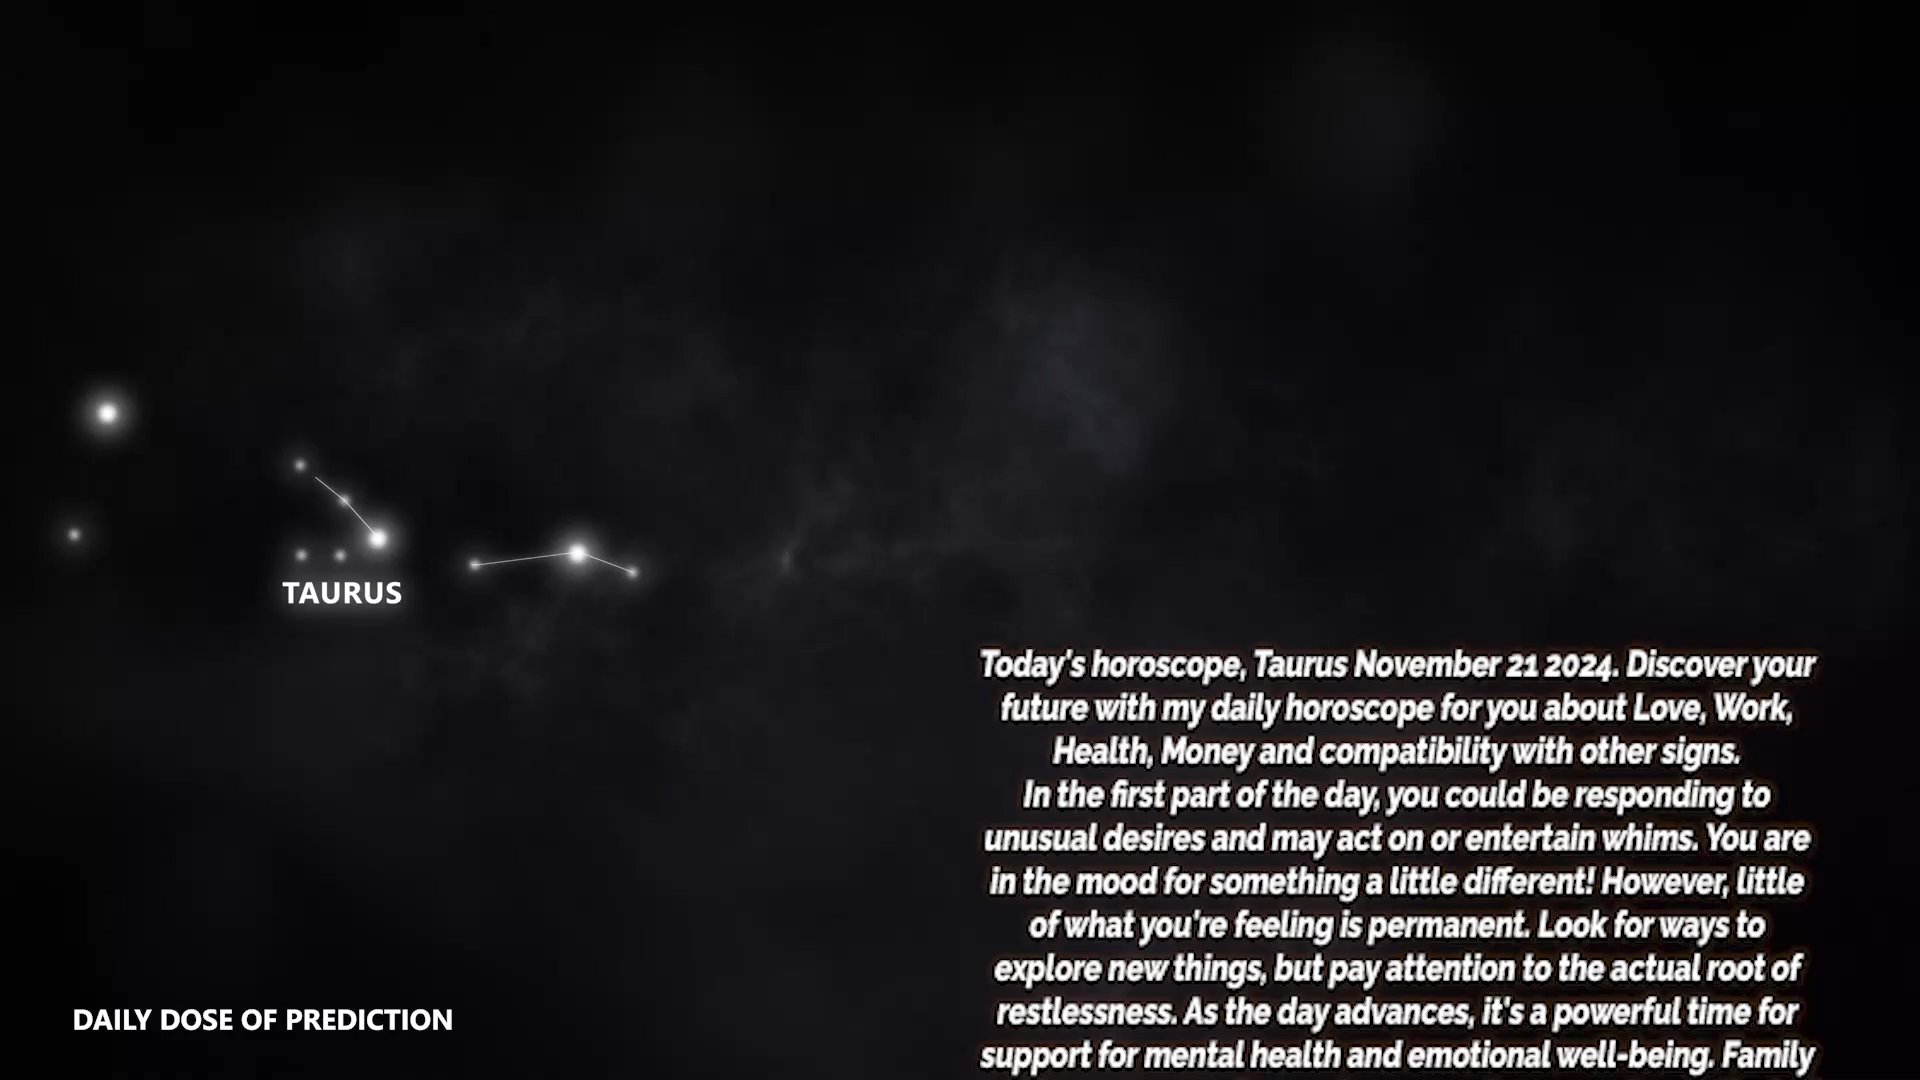 TAURUS
Today's horoscope, Taurus November 21 2024. Discover your
future with my daily horoscope for you about Love, Work,
Health, Money and compatibility with other signs.
In the first part of the day, you could be responding to
unusual desires and may act on or entertain whims. You are
in the mood for something a little different! However, little
of what you're feeling is permanent. Look for ways to
explore new things, but pay attention to the actual root of
restlessness. As the day advances, it's a powerful time for
support for mental health and emotional well-being. Family
DAILY DOSE OF PREDICTION